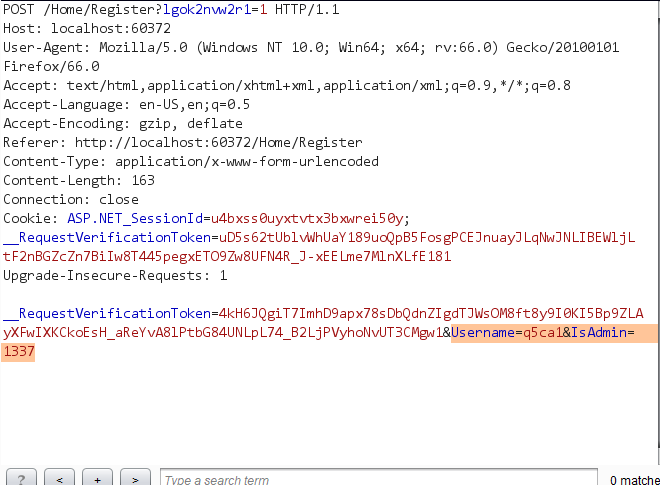 POST /Home/Register?lgok2nvw2r1=1 HTTP/1.1
Host: localhost:60372
User-Agent: Mozilla/5.0 (Windows NT 10.0; Win64; x64; rv:66.0) Gecko/20100101
Firefox/66.0
Accept: text/html,application/xhtml+xml,application/xml;q=0.9,*/*;q=0.8
Accept-Language: en-US,en;q=0.5
Accept-Encoding: gzip, deflate
Referer: http://localhost:60372/Home/Register
Content-Type: application/x-www-form-urlencoded
Content-Length: 163
Connection: close
Cookie: ASP.NET_SessionId=u4bxss0uyxtvtx3bxwrei50y;
__RequestVerificationToken=uD5s62tUblvWhUaY189uoQpB5FosgPCEJnuayJLqNwJNLIBEWljL
tF2nBGZcZn7BiIw8T445pegxETO9Zw8UFN4R_J-xEELme7MlnXLfE181
Upgrade-Insecure-Requests: 1
__RequestVerificationToken=4kH6JQgiT7ImhD9apx78sDbQdnZIgdTJWsOM8ft8y9I0KI5Bp9ZLA
yXFwIXKCkoEsH_aReYvA8lPtbG84UNLpL74_B2LjPVyhoNvUT3CMgw1&Username=q5ca1&IsAdmin=
1337
? < + > Type a search term 0 matche